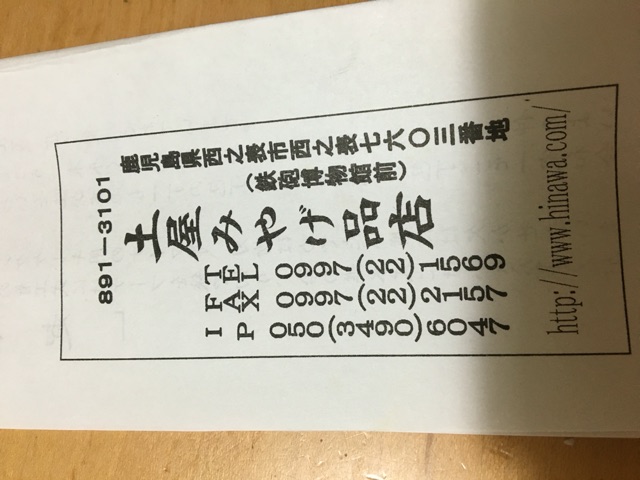 891-3101
鹿児島県西之表市西之表七六〇三番地
(鉄砲博物館前)
土屋みやげ品店
TEL 0997(22)1569
FAX 0997(22)2157
IP 050(3490)6047
http://www.hinawa.com/